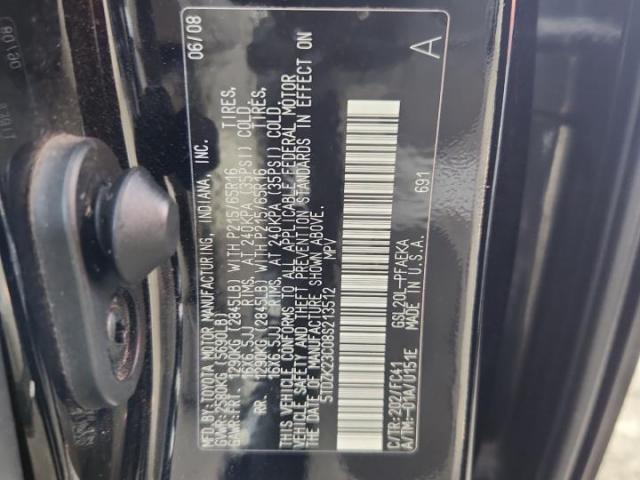 MFD.BY:TOYOTA MOTOR MANUFACTURING, INDIANA, INC. 06/08
GVWR:2580KG(5690LB)
GAWR:FRT. 1290KG(2845LB) WITH P215/65R16 TIRES,
16X6.5JJ RIMS, AT 240KPA(35PSI) COLD.
RR. 1290KG(2845LB) WITH P215/65R16 TIRES,
16X6.5JJ RIMS, AT 240KPA(35PSI) COLD.
THIS VEHICLE CONFORMS TO ALL APPLICABLE FEDERAL MOTOR
VEHICLE SAFETY AND THEFT PREVENTION STANDARDS IN EFFECT ON
THE DATE OF MANUFACTURE SHOWN ABOVE.
5TDZK23C08S213512 MPV
A
C/TR:202/FC41 GSL20L-PFAEKA 691
A/TM:-01A/U151E MADE IN U.S.A.